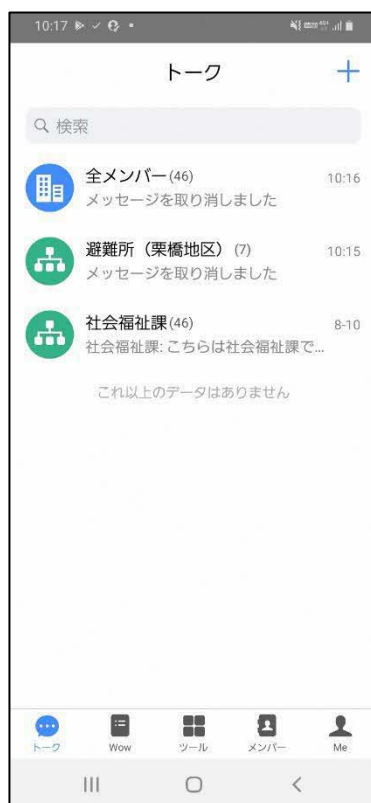 10:17
トーク
検索
全メンバー(46)
10:16
メッセージを取り消しました
避難所（栗橋地区）(7)
10:15
メッセージを取り消しました
社会福祉課(46)
8-10
社会福祉課: こちらは社会福祉課で...
これ以上のデータはありません
トーク Wow ツール メンバー Me